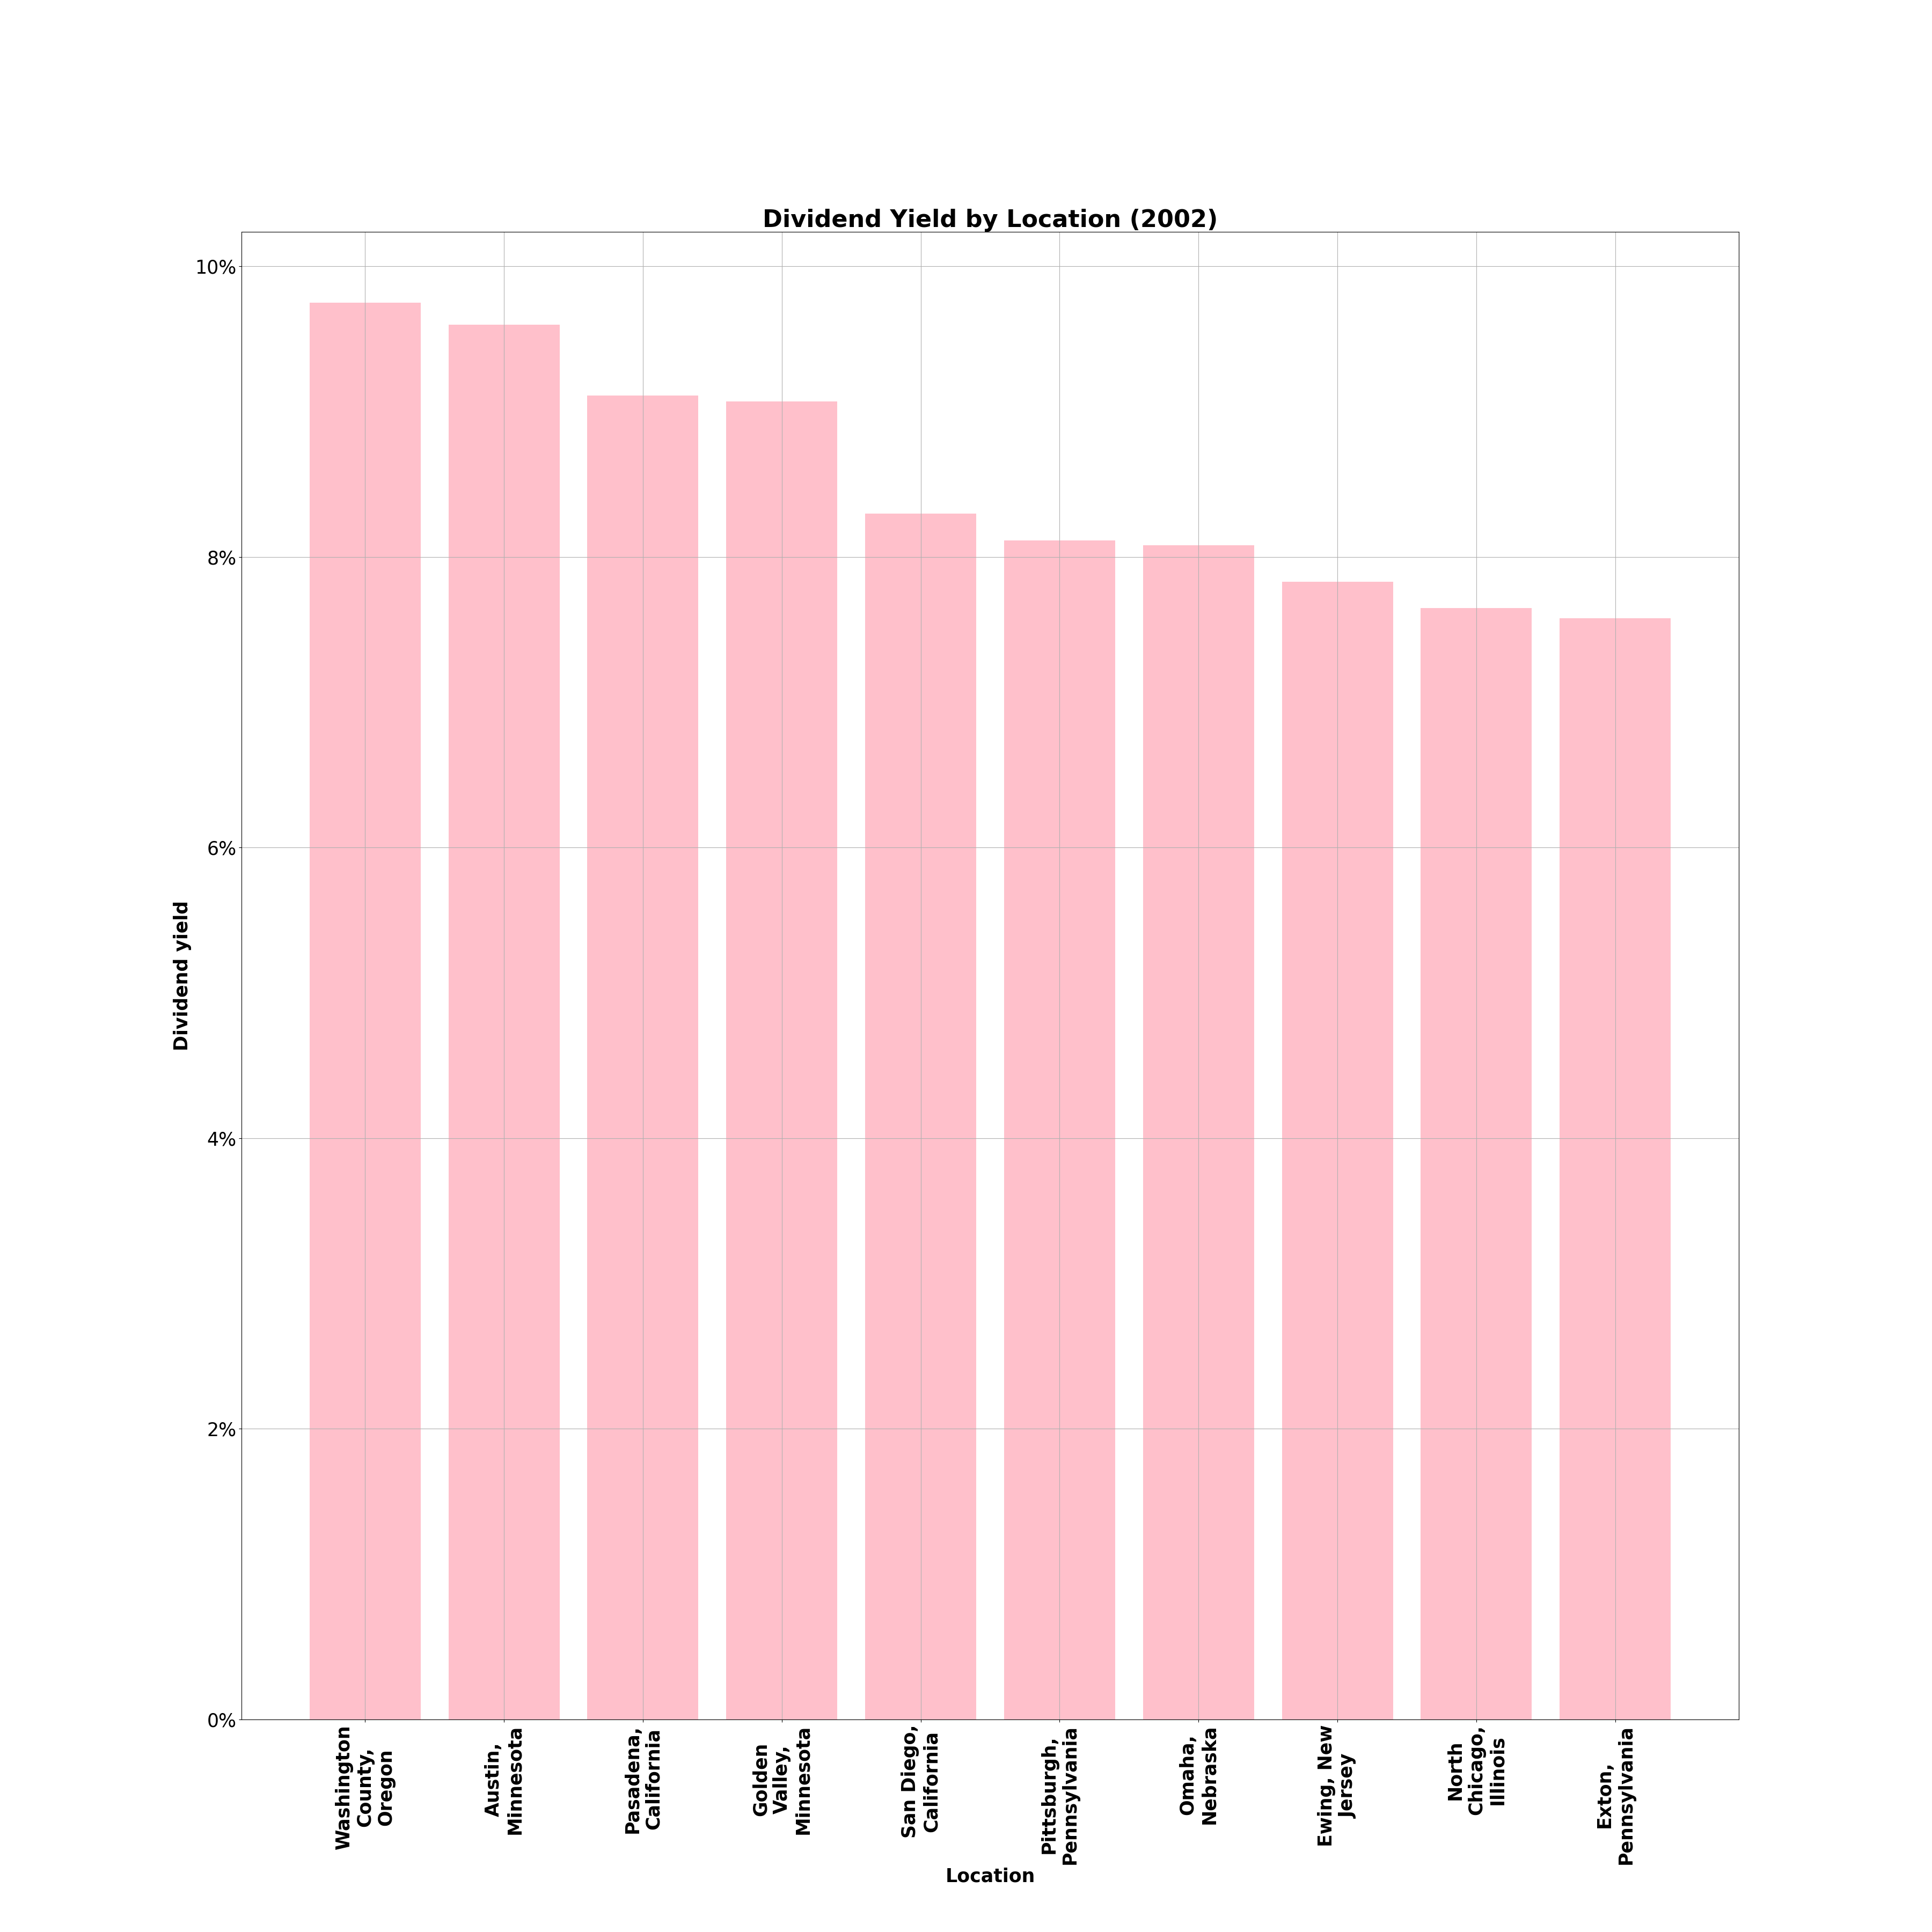 Dividend Yield by Location (2002)
10%
8%
6%
4%
2%
0%
Dividend yield
Washington
County,
Oregon
Austin,
Minnesota
Pasadena,
California
Golden
Valley,
Minnesota
San Diego,
California
Pittsburgh,
Pennsylvania
Omaha,
Nebraska
Ewing, New
Jersey
North
Chicago,
Illinois
Exton,
Pennsylvania
Location